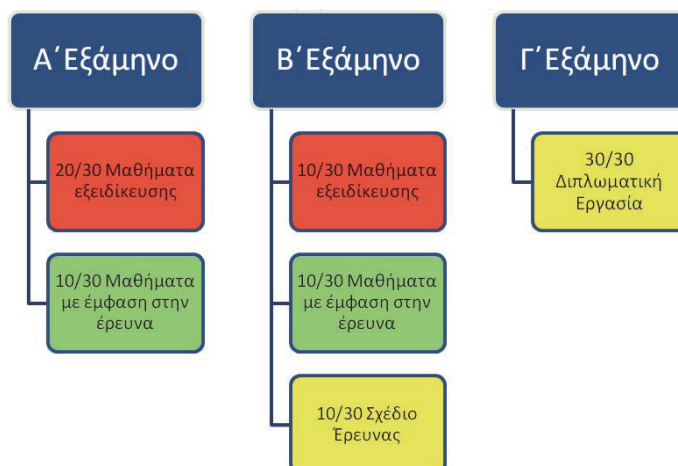 Α΄Εξάμηνο
20/30 Μαθήματα
εξειδίκευσης
10/30 Μαθήματα
με έμφαση στην
έρευνα
Β΄Εξάμηνο
10/30 Μαθήματα
εξειδίκευσης
10/30 Μαθήματα
με έμφαση στην
έρευνα
10/30 Σχέδιο
Έρευνας
Γ΄Εξάμηνο
30/30
Διπλωματική
Εργασία